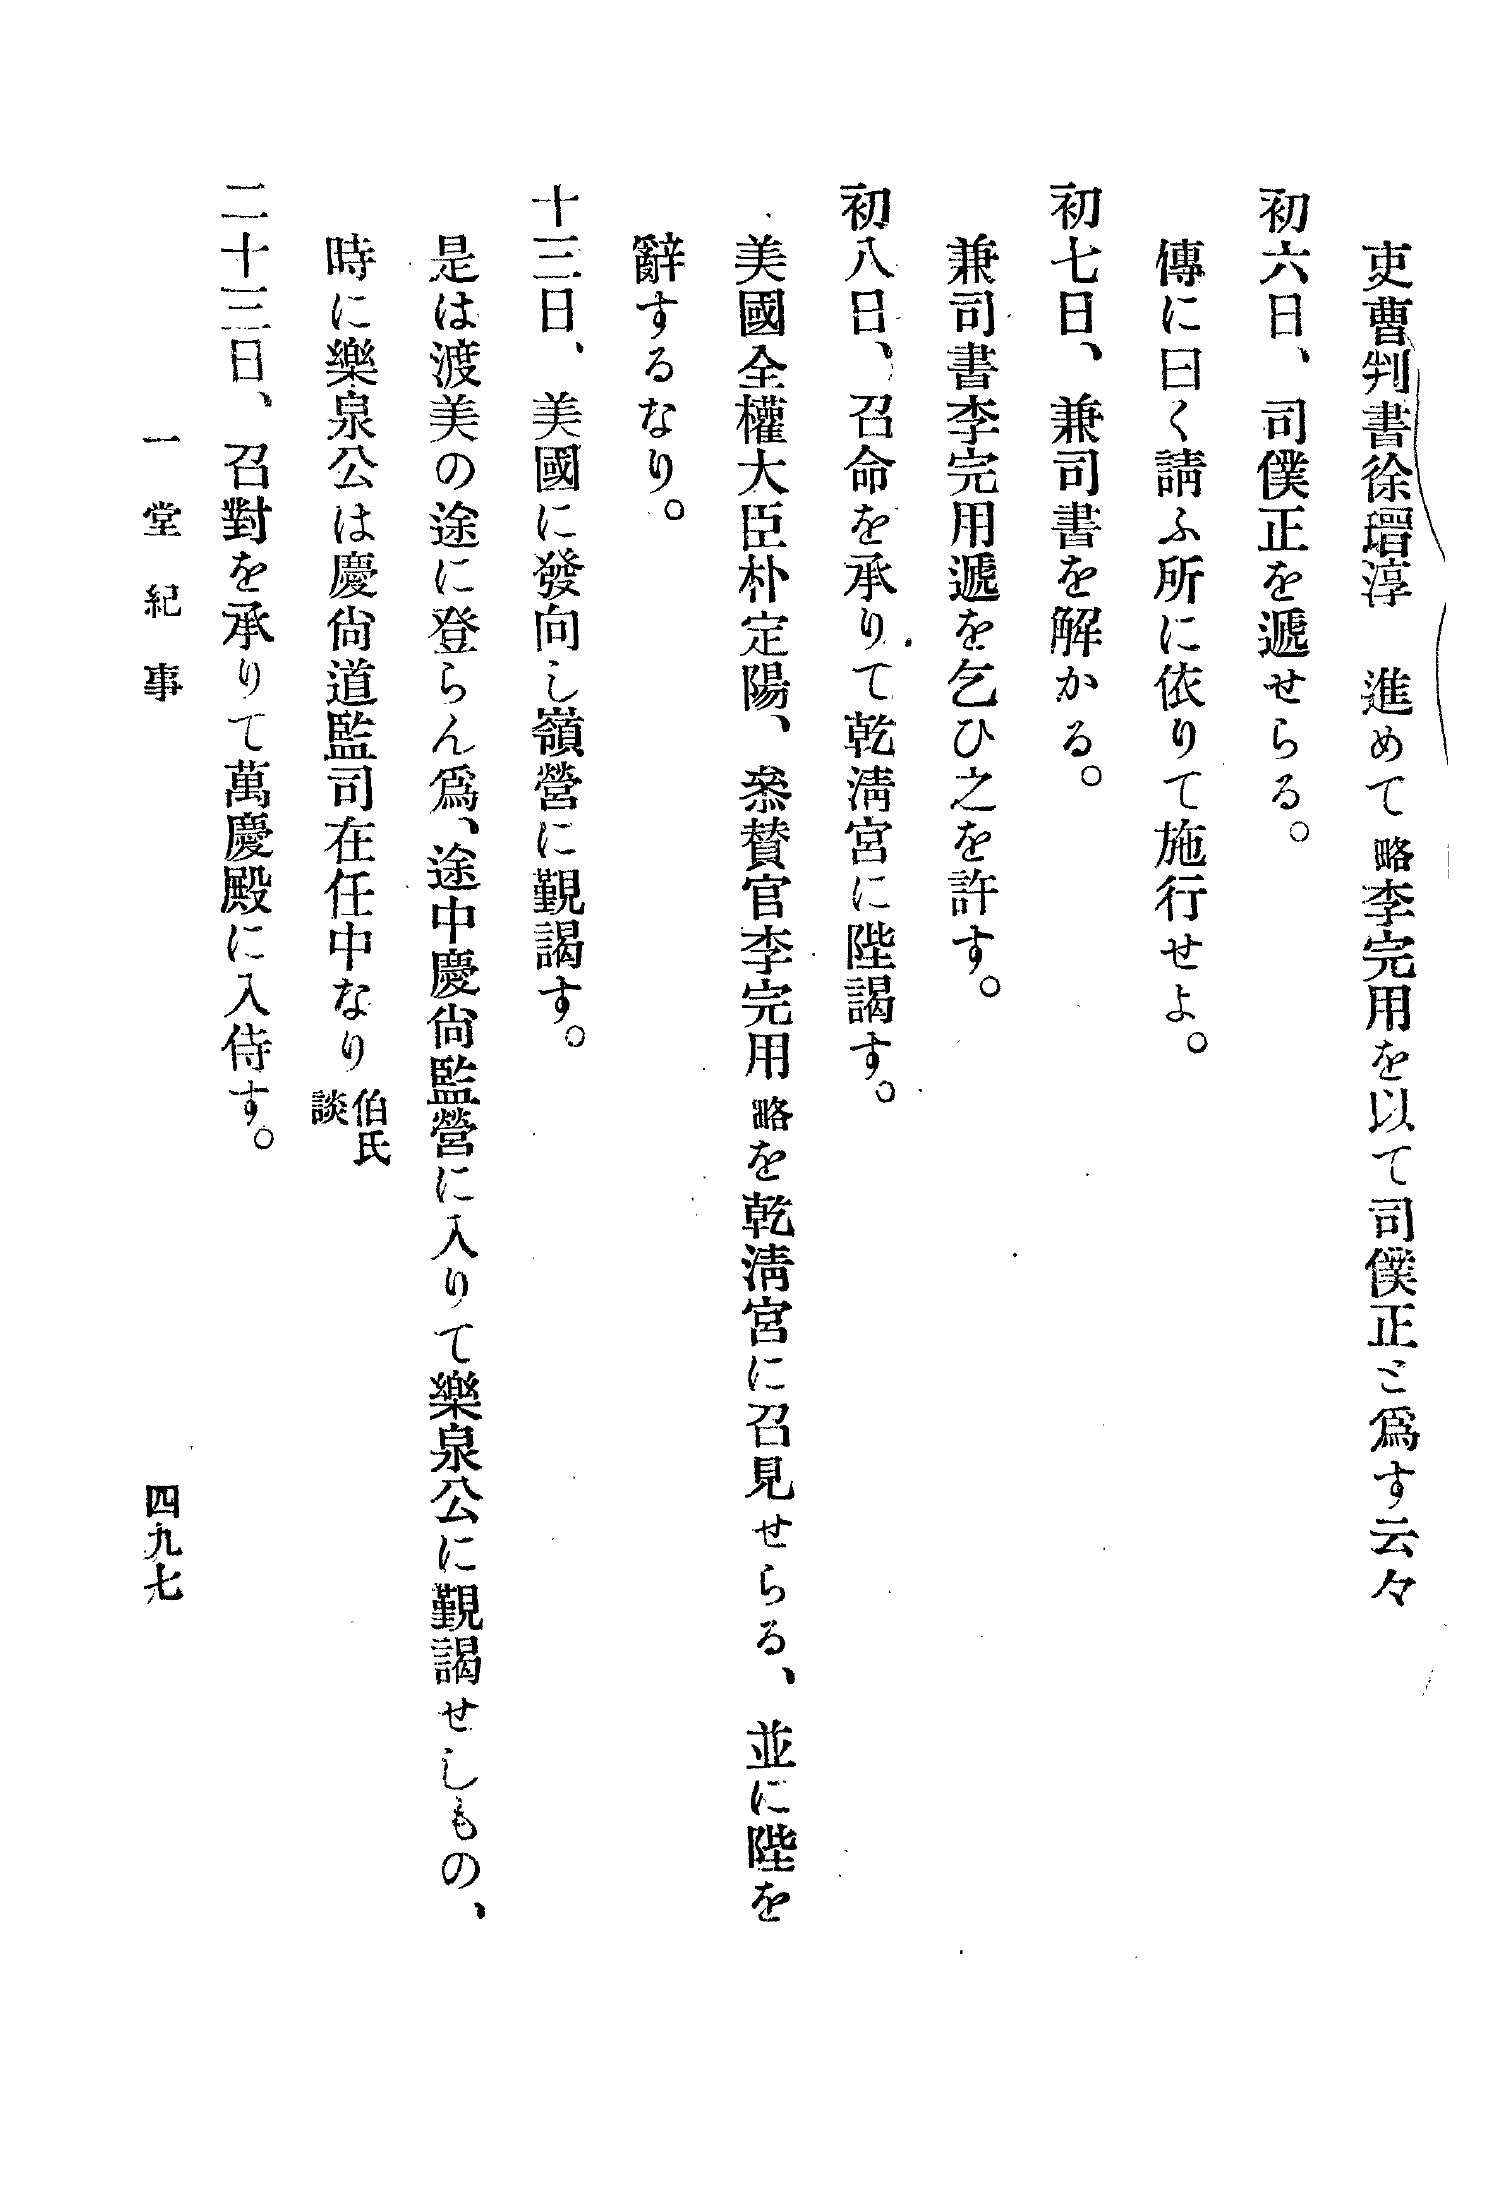 吏曹判書徐瑺淳　進めて略李完用を以て司僕正と爲す云々
初六日、司僕正を遞せらる。
傳に曰く請ふ所に依りて施行せよ。
初七日、兼司書を解かる。
兼司書李完用遞を乞ひ之を許す。
初八日、召命を承りて乾淸宮に陛謁す。
美國全權大臣朴定陽、叅賛官李完用略を乾淸宮に召見せらる、並に陛を
辭するなり。
十三日、美國に發向し嶺營に覲謁す。
是は渡美の途に登らん爲、途中慶尙監營に入りて樂泉公に覲謁せしもの、
時に樂泉公は慶尙道監司在任中なり伯氏談
二十三日、召對を承りて萬慶殿に入侍す。
一堂紀事
四九七